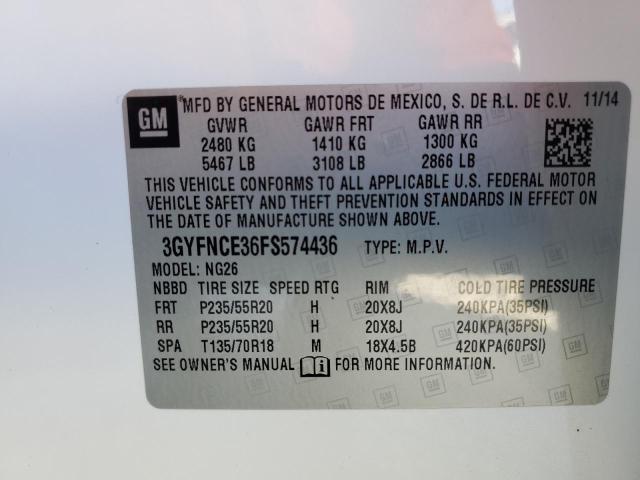 GM
MFD BY GENERAL MOTORS DE MEXICO, S. DE R.L. DE C.V. 11/14
GVWR GAWR FRT GAWR RR
2480 KG 1410 KG 1300 KG
5467 LB 3108 LB 2866 LB
THIS VEHICLE CONFORMS TO ALL APPLICABLE U.S. FEDERAL MOTOR
VEHICLE SAFETY AND THEFT PREVENTION STANDARDS IN EFFECT ON
THE DATE OF MANUFACTURE SHOWN ABOVE.
3GYFNCE36FS574436 TYPE: M.P.V.
MODEL: NG26
NBBD TIRE SIZE SPEED RTG RIM COLD TIRE PRESSURE
FRT P235/55R20 H 20X8J 240KPA(35PSI)
RR P235/55R20 H 20X8J 240KPA(35PSI)
SPA T135/70R18 M 18X4.5B 420KPA(60PSI)
SEE OWNER'S MANUAL FOR MORE INFORMATION.